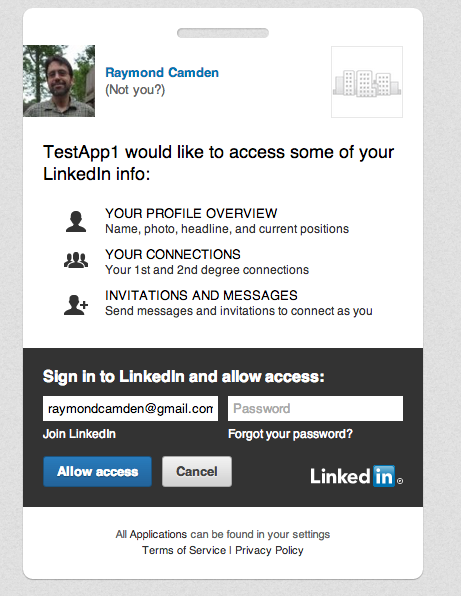 Raymond Camden
(Not you?)
TestApp1 would like to access some of your
LinkedIn info:
YOUR PROFILE OVERVIEW
Name, photo, headline, and current positions
YOUR CONNECTIONS
Your 1st and 2nd degree connections
INVITATIONS AND MESSAGES
Send messages and invitations to connect as you
Sign in to LinkedIn and allow access:
raymondcamden@gmail.com Password
Join LinkedIn Forgot your password?
Allow access Cancel LinkedIn®
All Applications can be found in your settings
Terms of Service | Privacy Policy